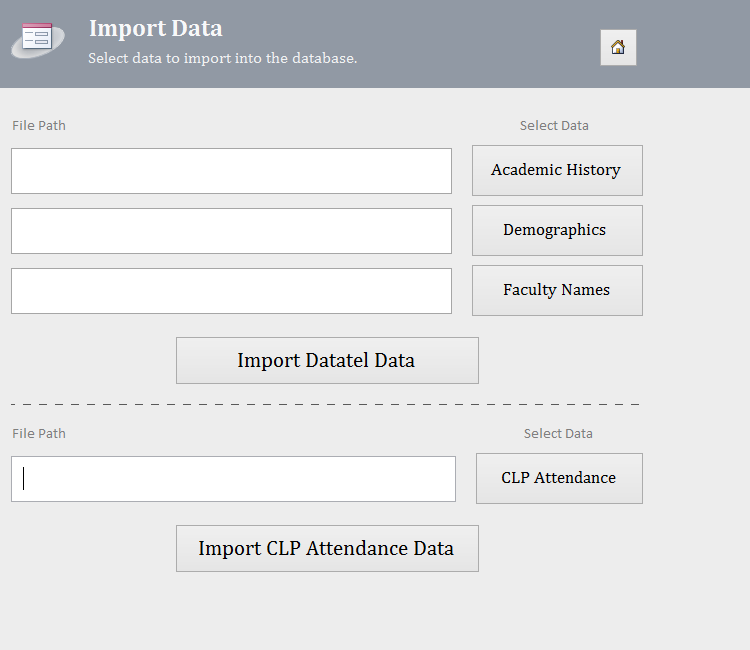 Import Data
Select data to import into the database.
File Path
Select Data
Academic History
Demographics
Faculty Names
Import Datatel Data
File Path
Select Data
CLP Attendance
Import CLP Attendance Data